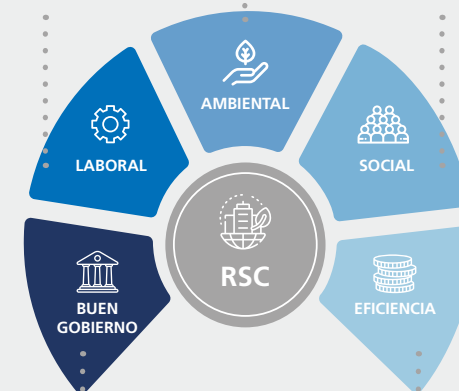 AMBIENTAL
LABORAL
SOCIAL
RSC
BUEN
GOBIERNO
EFICIENCIA